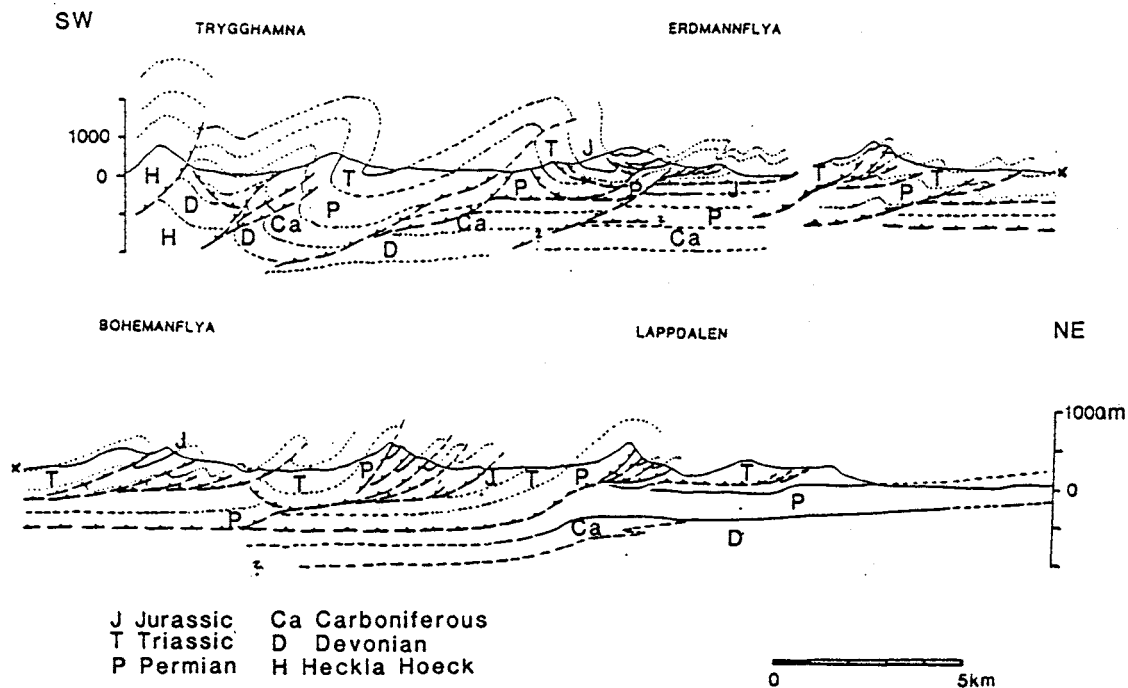 SW
TRYGGHAMNA
ERDMANNFLYA
1000
0
H
D
H
D
Ca
T
P
D
Ca
P
T
J
P
J
P
Ca
?
?
T
P
T
x
BOHEMANFLYA
LAPPDALEN
NE
1000m
0
x
T
J
P
T
P
J
T
P
Ca
T
P
D
?
J Jurassic Ca Carboniferous
T Triassic D Devonian
P Permian H Heckla Hoeck
0 5km